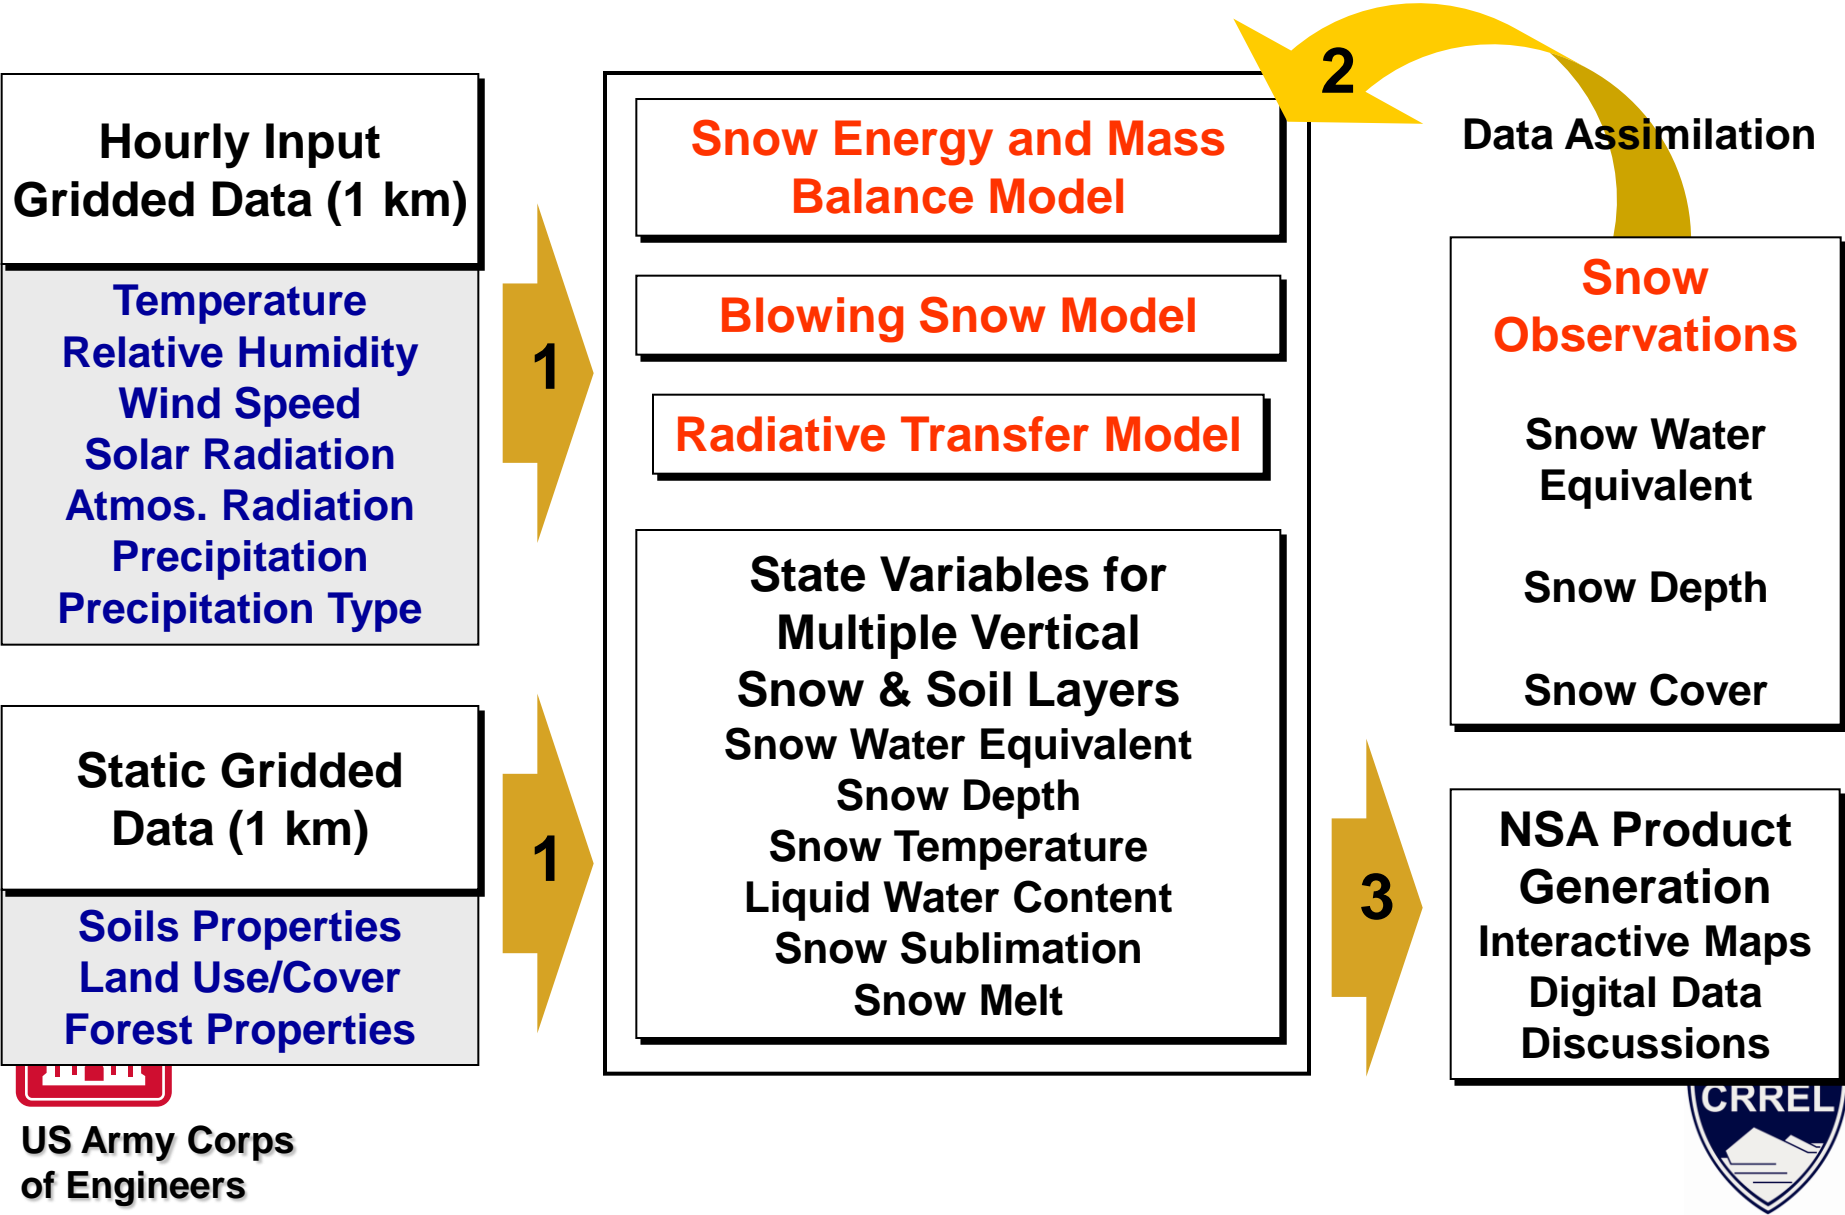 Hourly Input
Gridded Data (1 km)
Temperature
Relative Humidity
Wind Speed
Solar Radiation
Atmos. Radiation
Precipitation
Precipitation Type
1
Static Gridded
Data (1 km)
Soils Properties
Land Use/Cover
Forest Properties
1
Snow Energy and Mass
Balance Model
Blowing Snow Model
Radiative Transfer Model
State Variables for
Multiple Vertical
Snow & Soil Layers
Snow Water Equivalent
Snow Depth
Snow Temperature
Liquid Water Content
Snow Sublimation
Snow Melt
2
Data Assimilation
Snow
Observations
Snow Water
Equivalent
Snow Depth
Snow Cover
3
NSA Product
Generation
Interactive Maps
Digital Data
Discussions
US Army Corps
of Engineers
CRREL